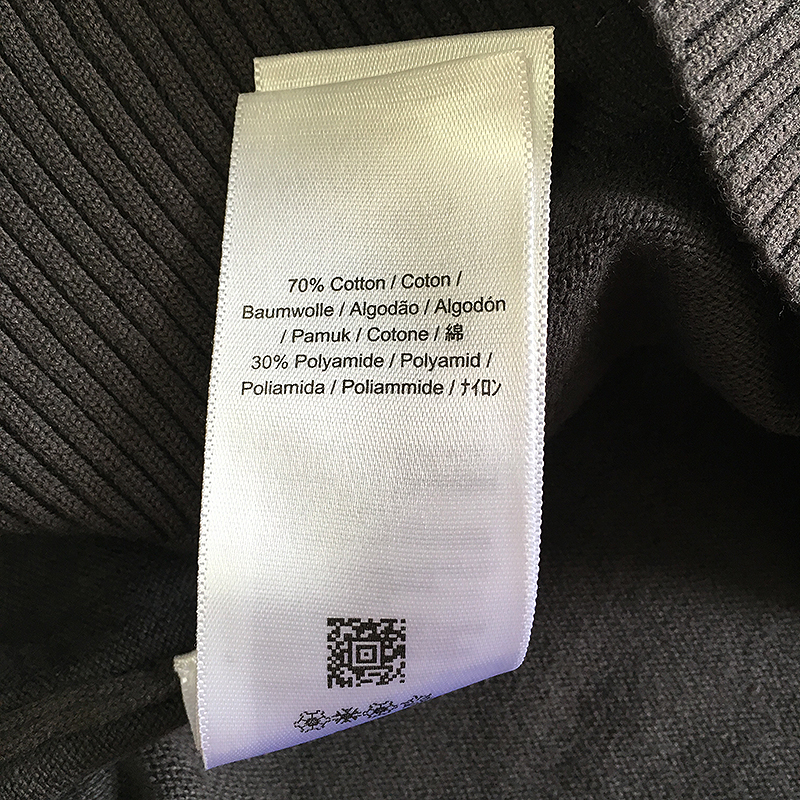 70% Cotton / Coton /
Baumwolle / Algodão / Algodón
/ Pamuk / Cotone / 綿
30% Polyamide / Polyamid /
Poliamida / Poliammide / ﾅｲﾛﾝ